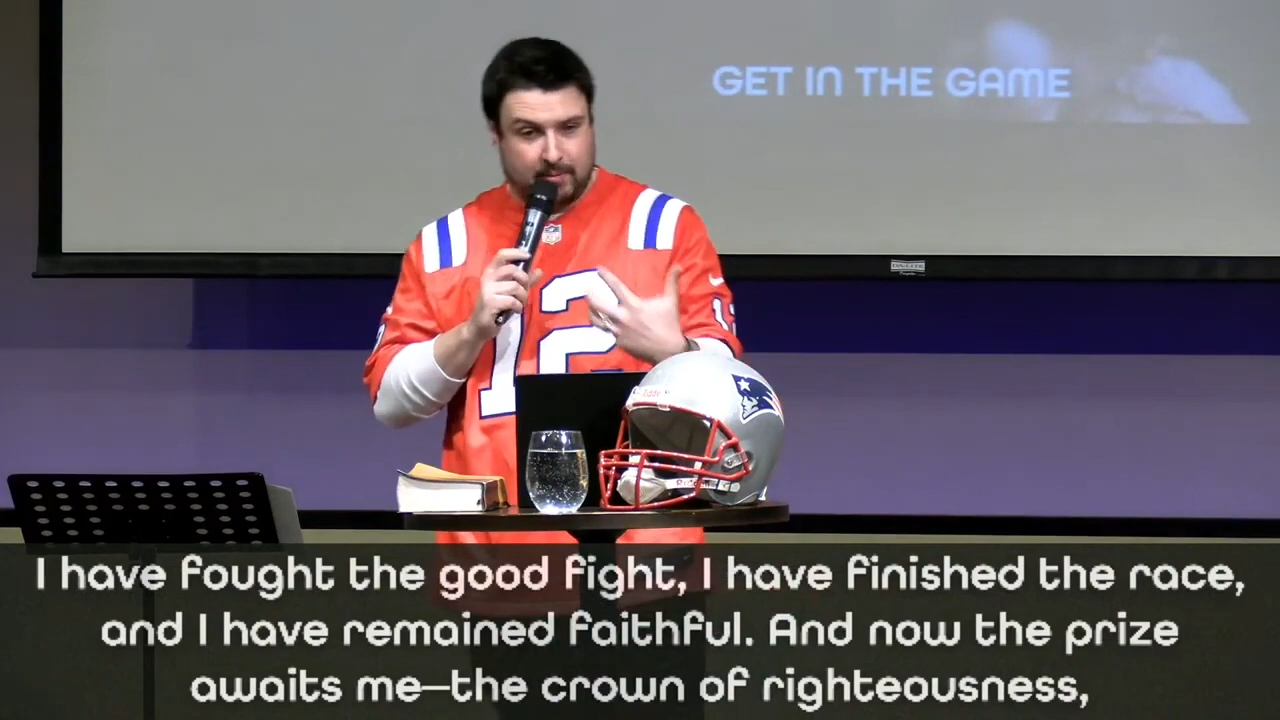 GET IN THE GAME
12
I have fought the good fight, I have finished the race,
and I have remained faithful. And now the prize
awaits me—the crown of righteousness,